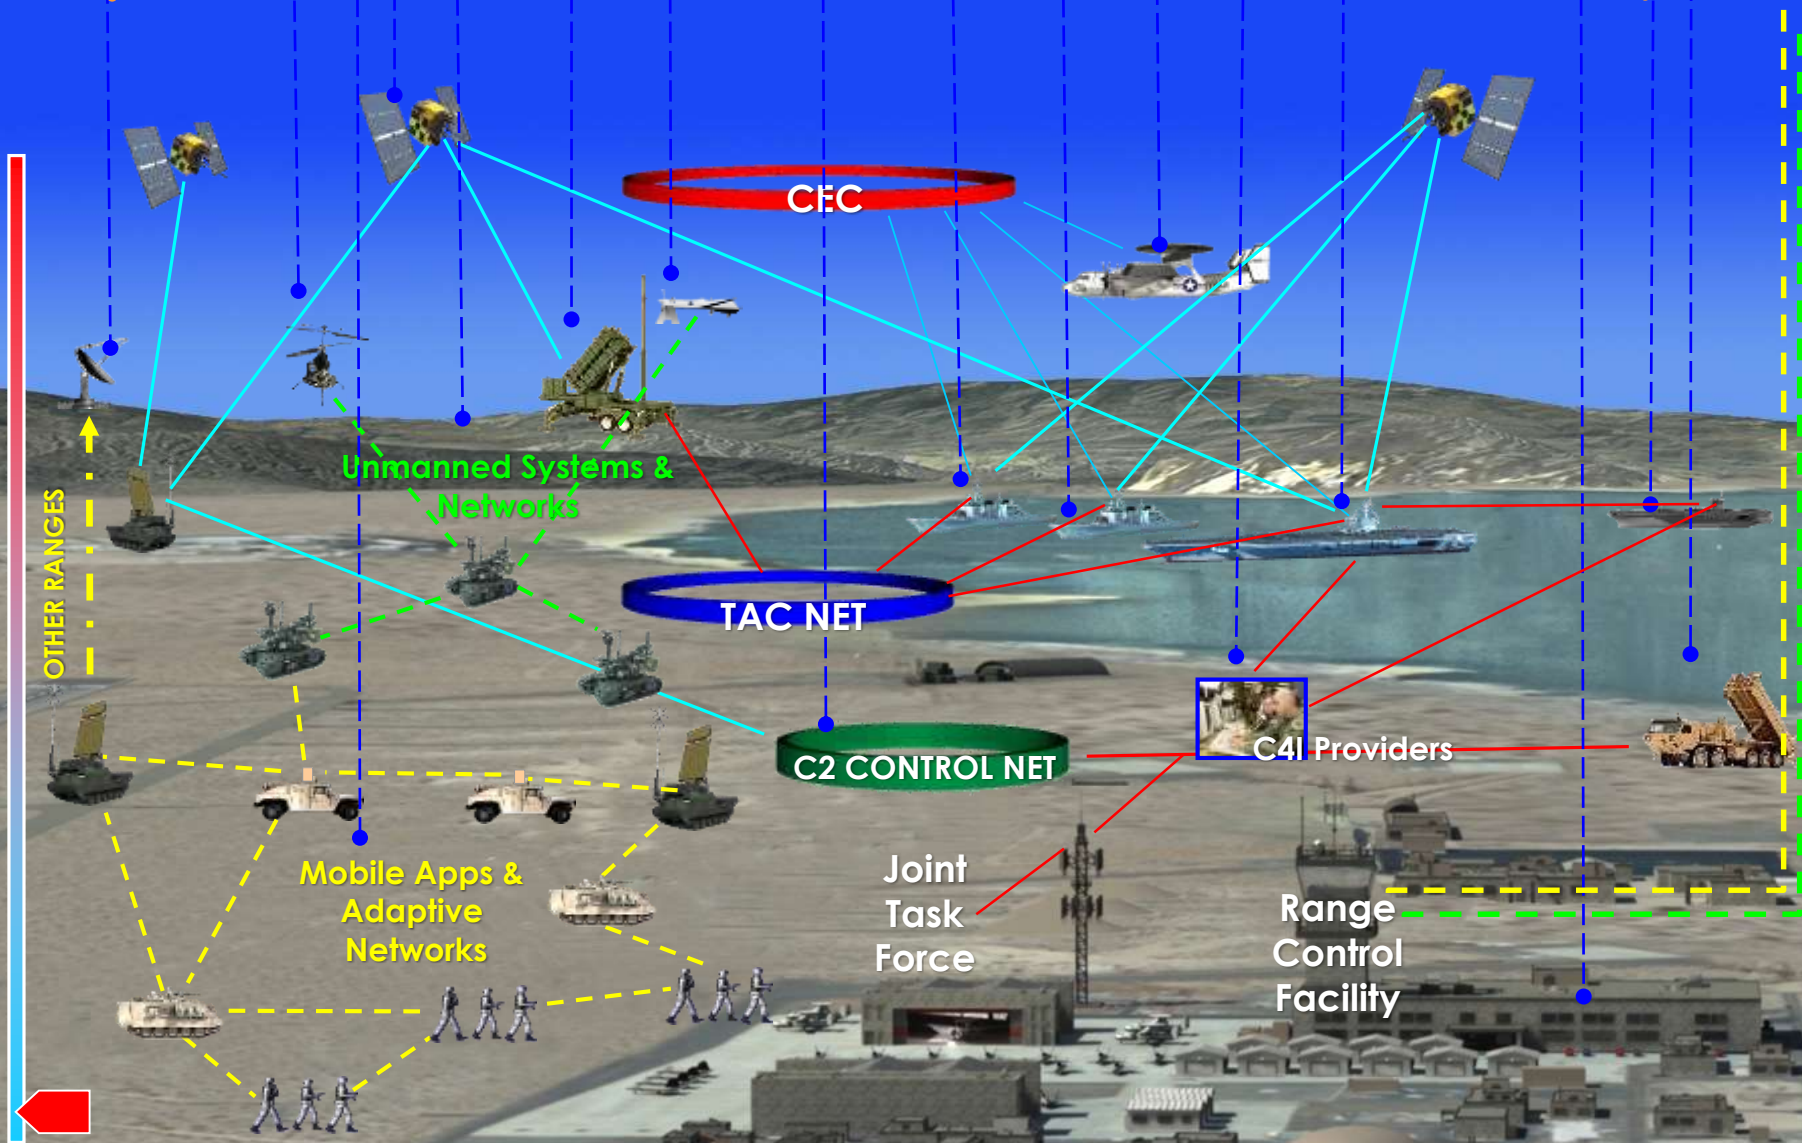 CEC
Unmanned Systems &
Networks
OTHER RANGES
TAC NET
C2 CONTROL NET
C4I Providers
Mobile Apps &
Adaptive
Networks
Joint
Task
Force
Range
Control
Facility